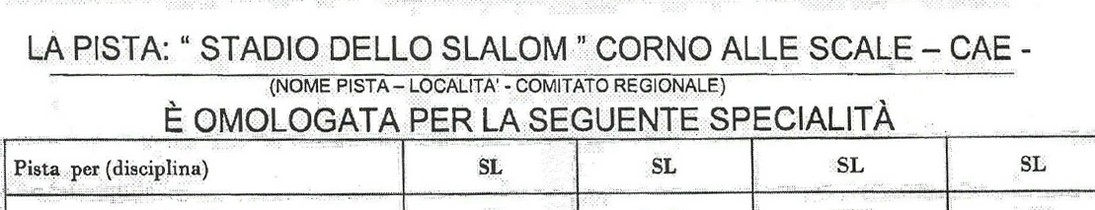 LA PISTA: “ STADIO DELLO SLALOM ” CORNO ALLE SCALE – CAE -
(NOME PISTA – LOCALITA' - COMITATO REGIONALE)
È OMOLOGATA PER LA SEGUENTE SPECIALITÀ
Pista per (disciplina) SL SL SL SL